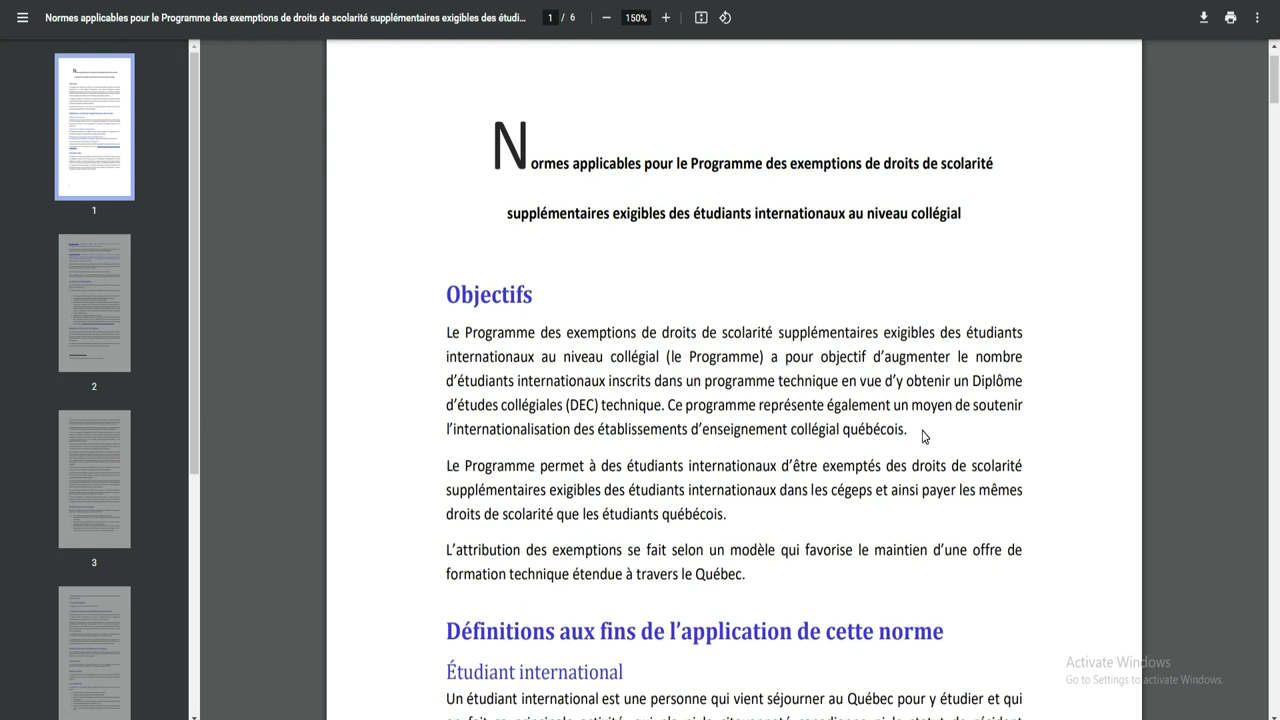 Normes applicables pour le Programme des exemptions de droits de scolarité supplémentaires exigibles des étudi...
1 / 6
150%
1
2
3
Normes applicables pour le Programme des exemptions de droits de scolarité
supplémentaires exigibles des étudiants internationaux au niveau collégial
Objectifs
Le Programme des exemptions de droits de scolarité supplémentaires exigibles des étudiants
internationaux au niveau collégial (le Programme) a pour objectif d’augmenter le nombre
d’étudiants internationaux inscrits dans un programme technique en vue d’y obtenir un Diplôme
d’études collégiales (DEC) technique. Ce programme représente également un moyen de soutenir
l’internationalisation des établissements d’enseignement collégial québécois.
Le Programme permet à des étudiants internationaux d’être exemptés des droits de scolarité
supplémentaires exigibles des étudiants internationaux dans les cégeps et ainsi payer les mêmes
droits de scolarité que les étudiants québécois.
L’attribution des exemptions se fait selon un modèle qui favorise le maintien d’une offre de
formation technique étendue à travers le Québec.
Définitions aux fins de l’application de cette norme
Étudiant international
Un étudiant international est une personne qui vient séjourner au Québec pour y étudier et qui
Activate Windows
Go to Settings to activate Windows.